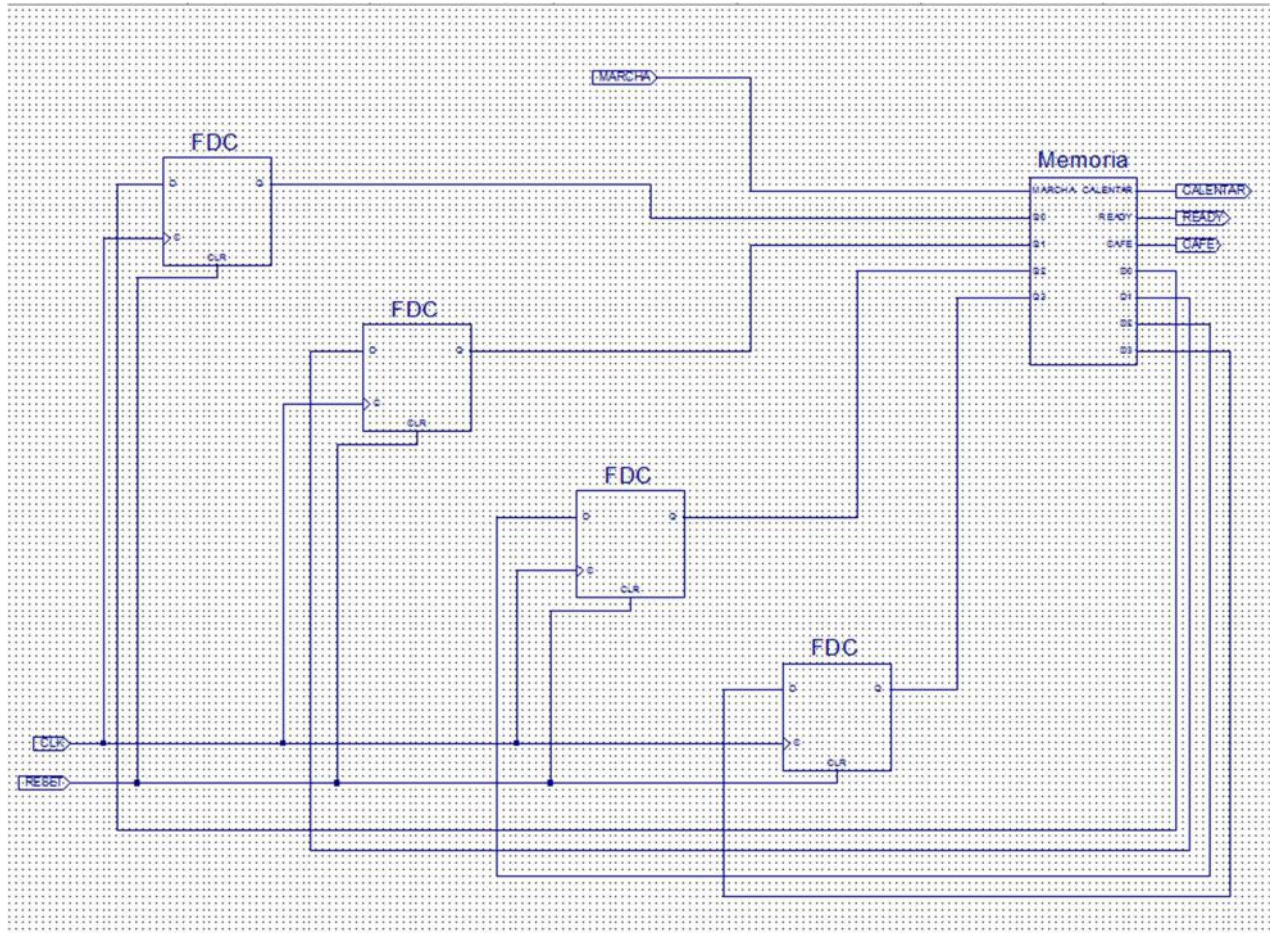 MARCHA
FDC
D Q
C
CLR
FDC
D Q
C
CLR
FDC
D Q
C
CLR
FDC
D Q
C
CLR
Memoria
MARCHA CALENTAR
Q0 READY
Q1 CAFE
Q2 D0
Q3 D1
D2
D3
CALENTAR
READY
CAFE
CLK
RESET